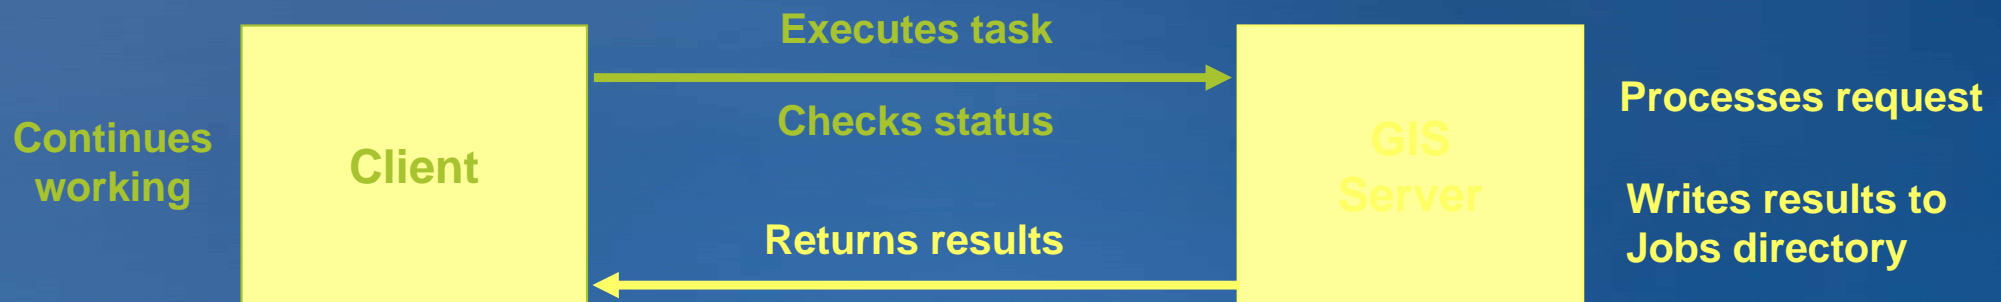 Executes task
Checks status
Continues
working
Client
GIS
Server
Processes request
Writes results to
Jobs directory
Returns results